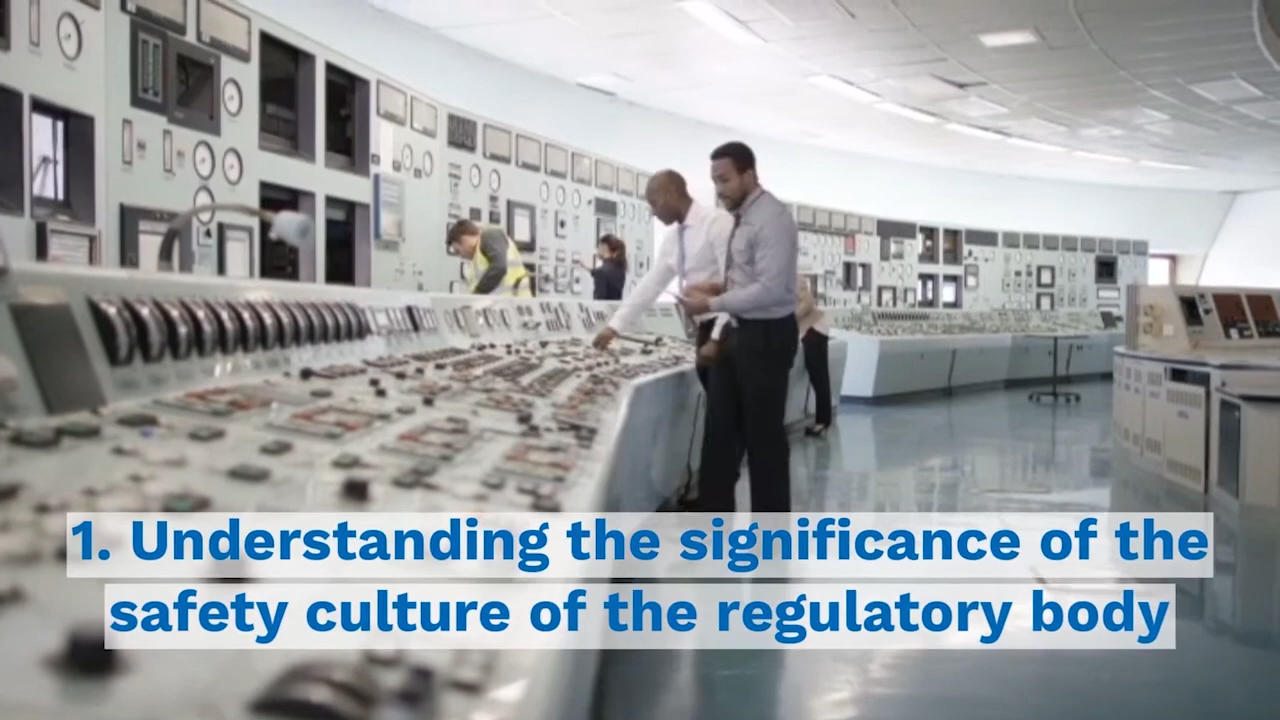 1. Understanding the significance of the
safety culture of the regulatory body